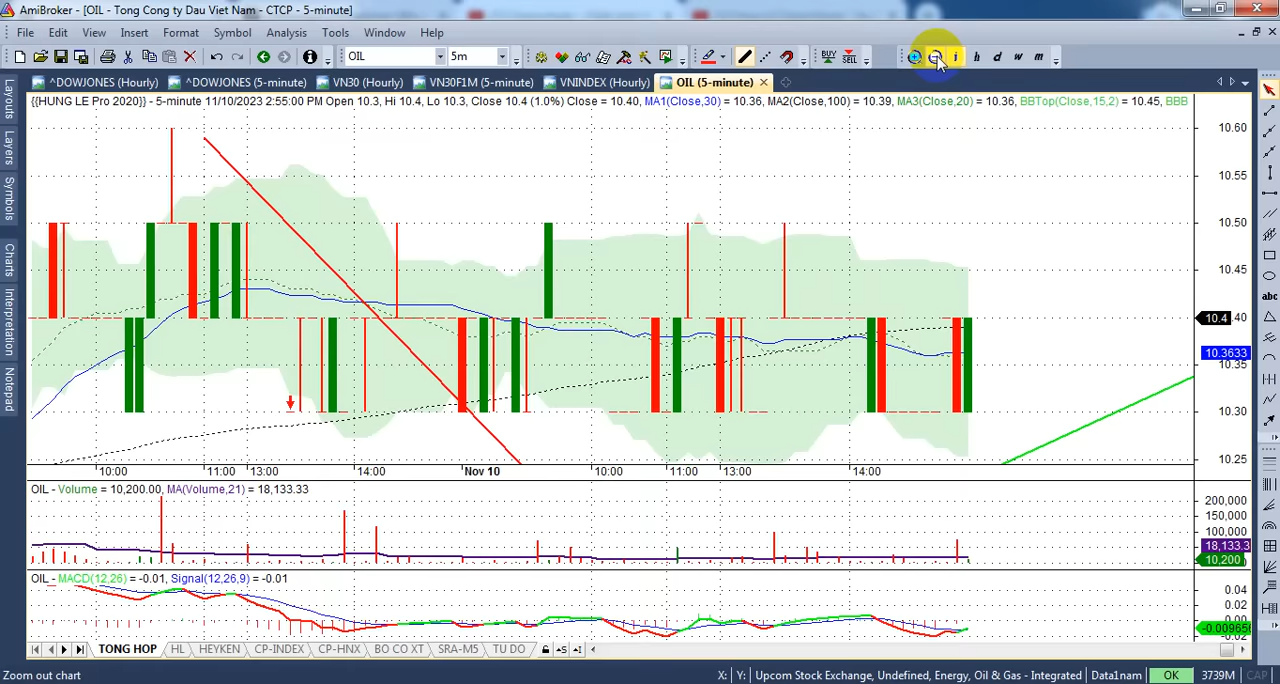 AmiBroker - [OIL - Tong Cong ty Dau Viet Nam - CTCP - 5-minute]
File Edit View Insert Format Symbol Analysis Tools Window Help
OIL 5m BUY SELL i h d w m
^DOWJONES (Hourly) ^DOWJONES (5-minute) VN30 (Hourly) VN30F1M (5-minute) VNINDEX (Hourly) OIL (5-minute)
Layouts
Layers
Symbols
Charts
Interpretation
Notepad
{{HUNG LE Pro 2020}} - 5-minute 11/10/2023 2:55:00 PM Open 10.3, Hi 10.4, Lo 10.3, Close 10.4 (1.0%) Close = 10.40, MA1(Close,30) = 10.36, MA2(Close,100) = 10.39, MA3(Close,20) = 10.36, BBTop(Close,15,2) = 10.45, BBB
10.60
10.55
10.50
10.45
10.4 10.40
10.3633
10.35
10.30
10.25
10:00 11:00 13:00 14:00 Nov 10 10:00 11:00 13:00 14:00
OIL - Volume = 10,200.00, MA(Volume,21) = 18,133.33
200,000
150,000
100,000
18,133.3
10,200
OIL - MACD(12,26) = -0.01, Signal(12,26,9) = -0.01
0.04
0.02
0.00
-0.009656
-0.02
abc
TONG HOP HL HEYKEN CP-INDEX CP-HNX BO CO XT SRA-M5 TU DO
Zoom out chart X: Y: Upcom Stock Exchange, Undefined, Energy, Oil & Gas - Integrated Data1nam OK 3739M CAP